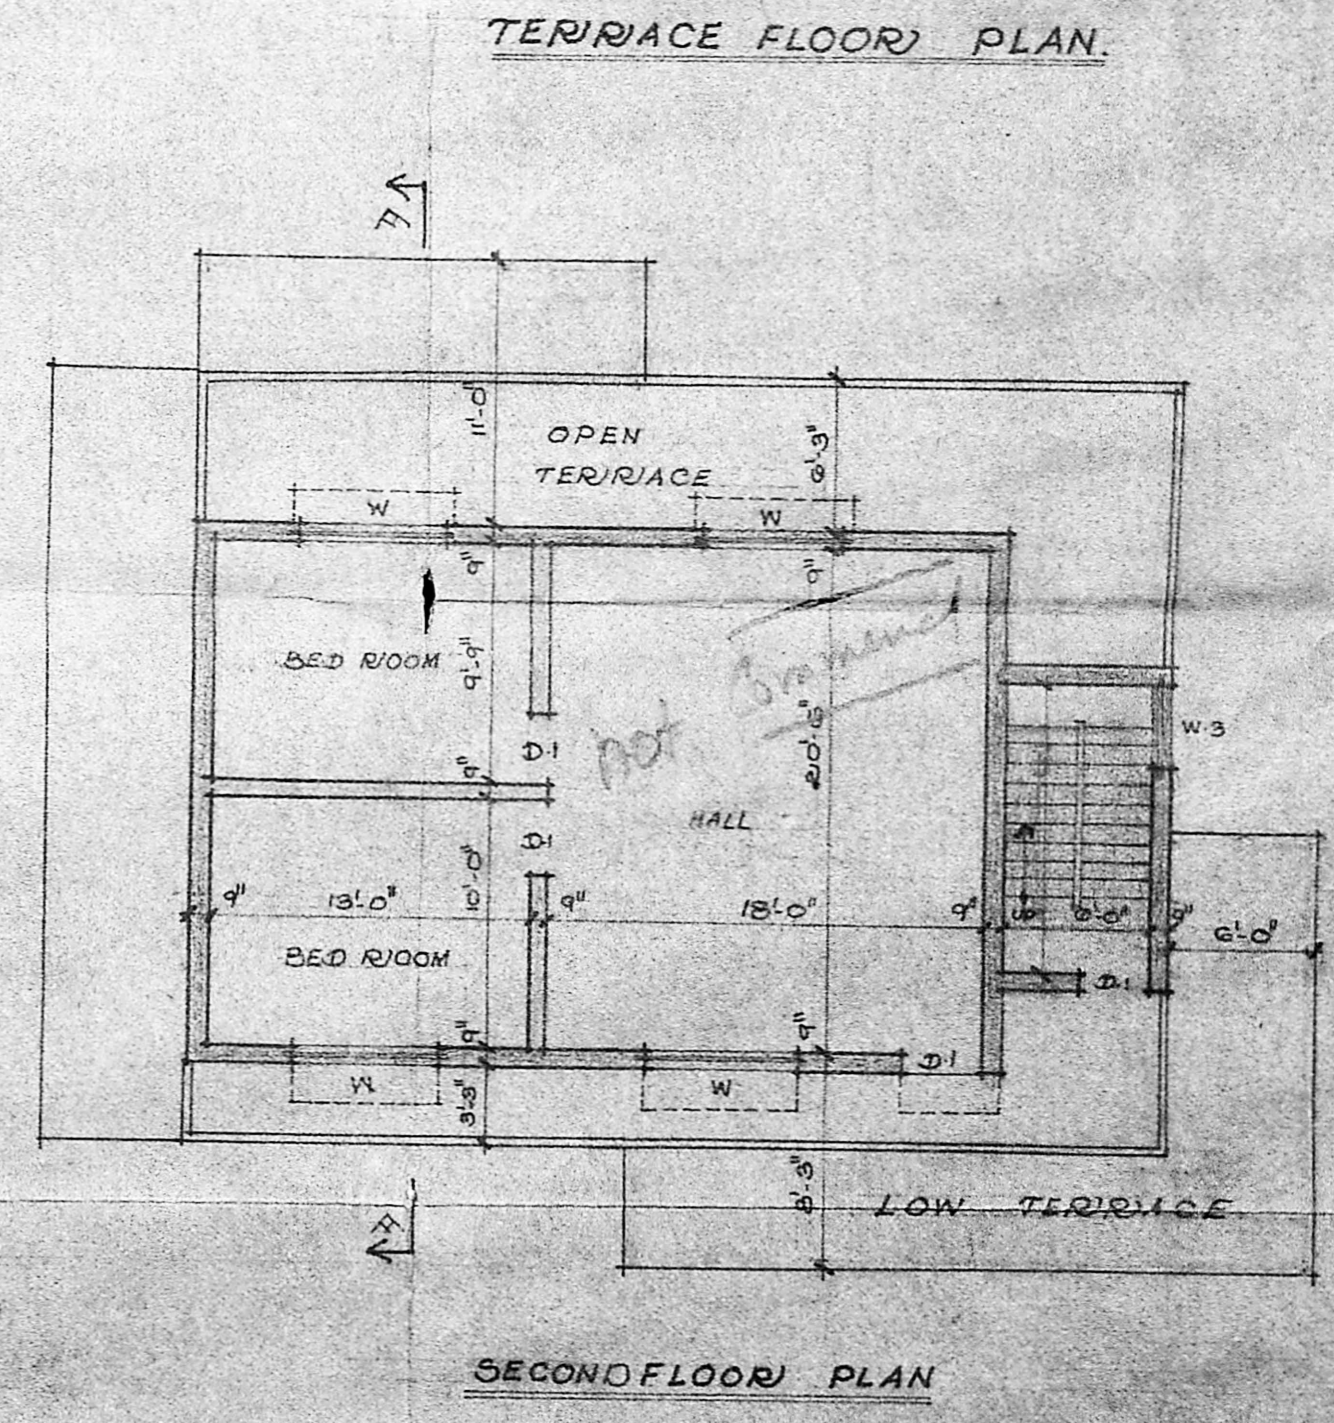 TERRACE FLOOR PLAN.
A
11'-0"
OPEN
TERRACE
6'-3"
W
W
9"
9"
BED ROOM
9'-9"
not
20'-6"
W.3
D.1
9"
HALL
D.1
9"
13'-0"
10'-0"
9"
18'-0"
9"
UP
6'-0"
9"
6'-0"
BED ROOM
D.1
9"
9"
D.1
W
W
3'-3"
8'-3"
LOW TERRACE
A
SECOND FLOOR PLAN